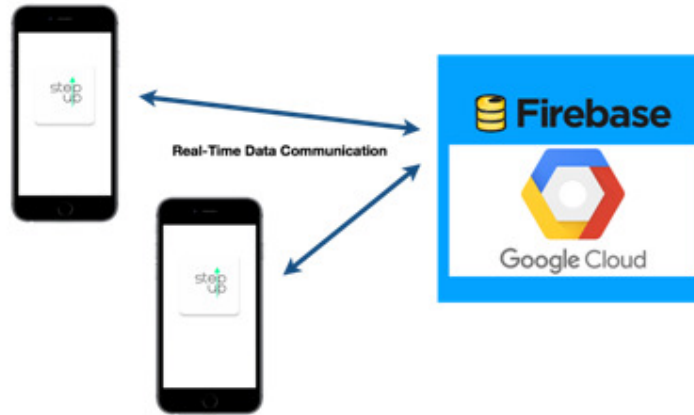 step
up
Firebase
Real-Time Data Communication
Google Cloud
step
up